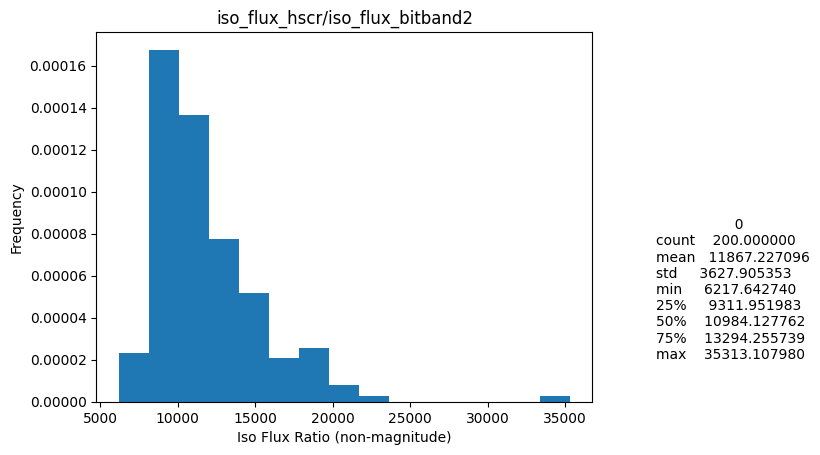 iso_flux_hscr/iso_flux_bitband2
0.00016
0.00014
0.00012
0.00010
0.00008
0.00006
0.00004
0.00002
0.00000
Frequency
5000 10000 15000 20000 25000 30000 35000
Iso Flux Ratio (non-magnitude)
0
count 200.000000
mean 11867.227096
std 3627.905353
min 6217.642740
25% 9311.951983
50% 10984.127762
75% 13294.255739
max 35313.107980